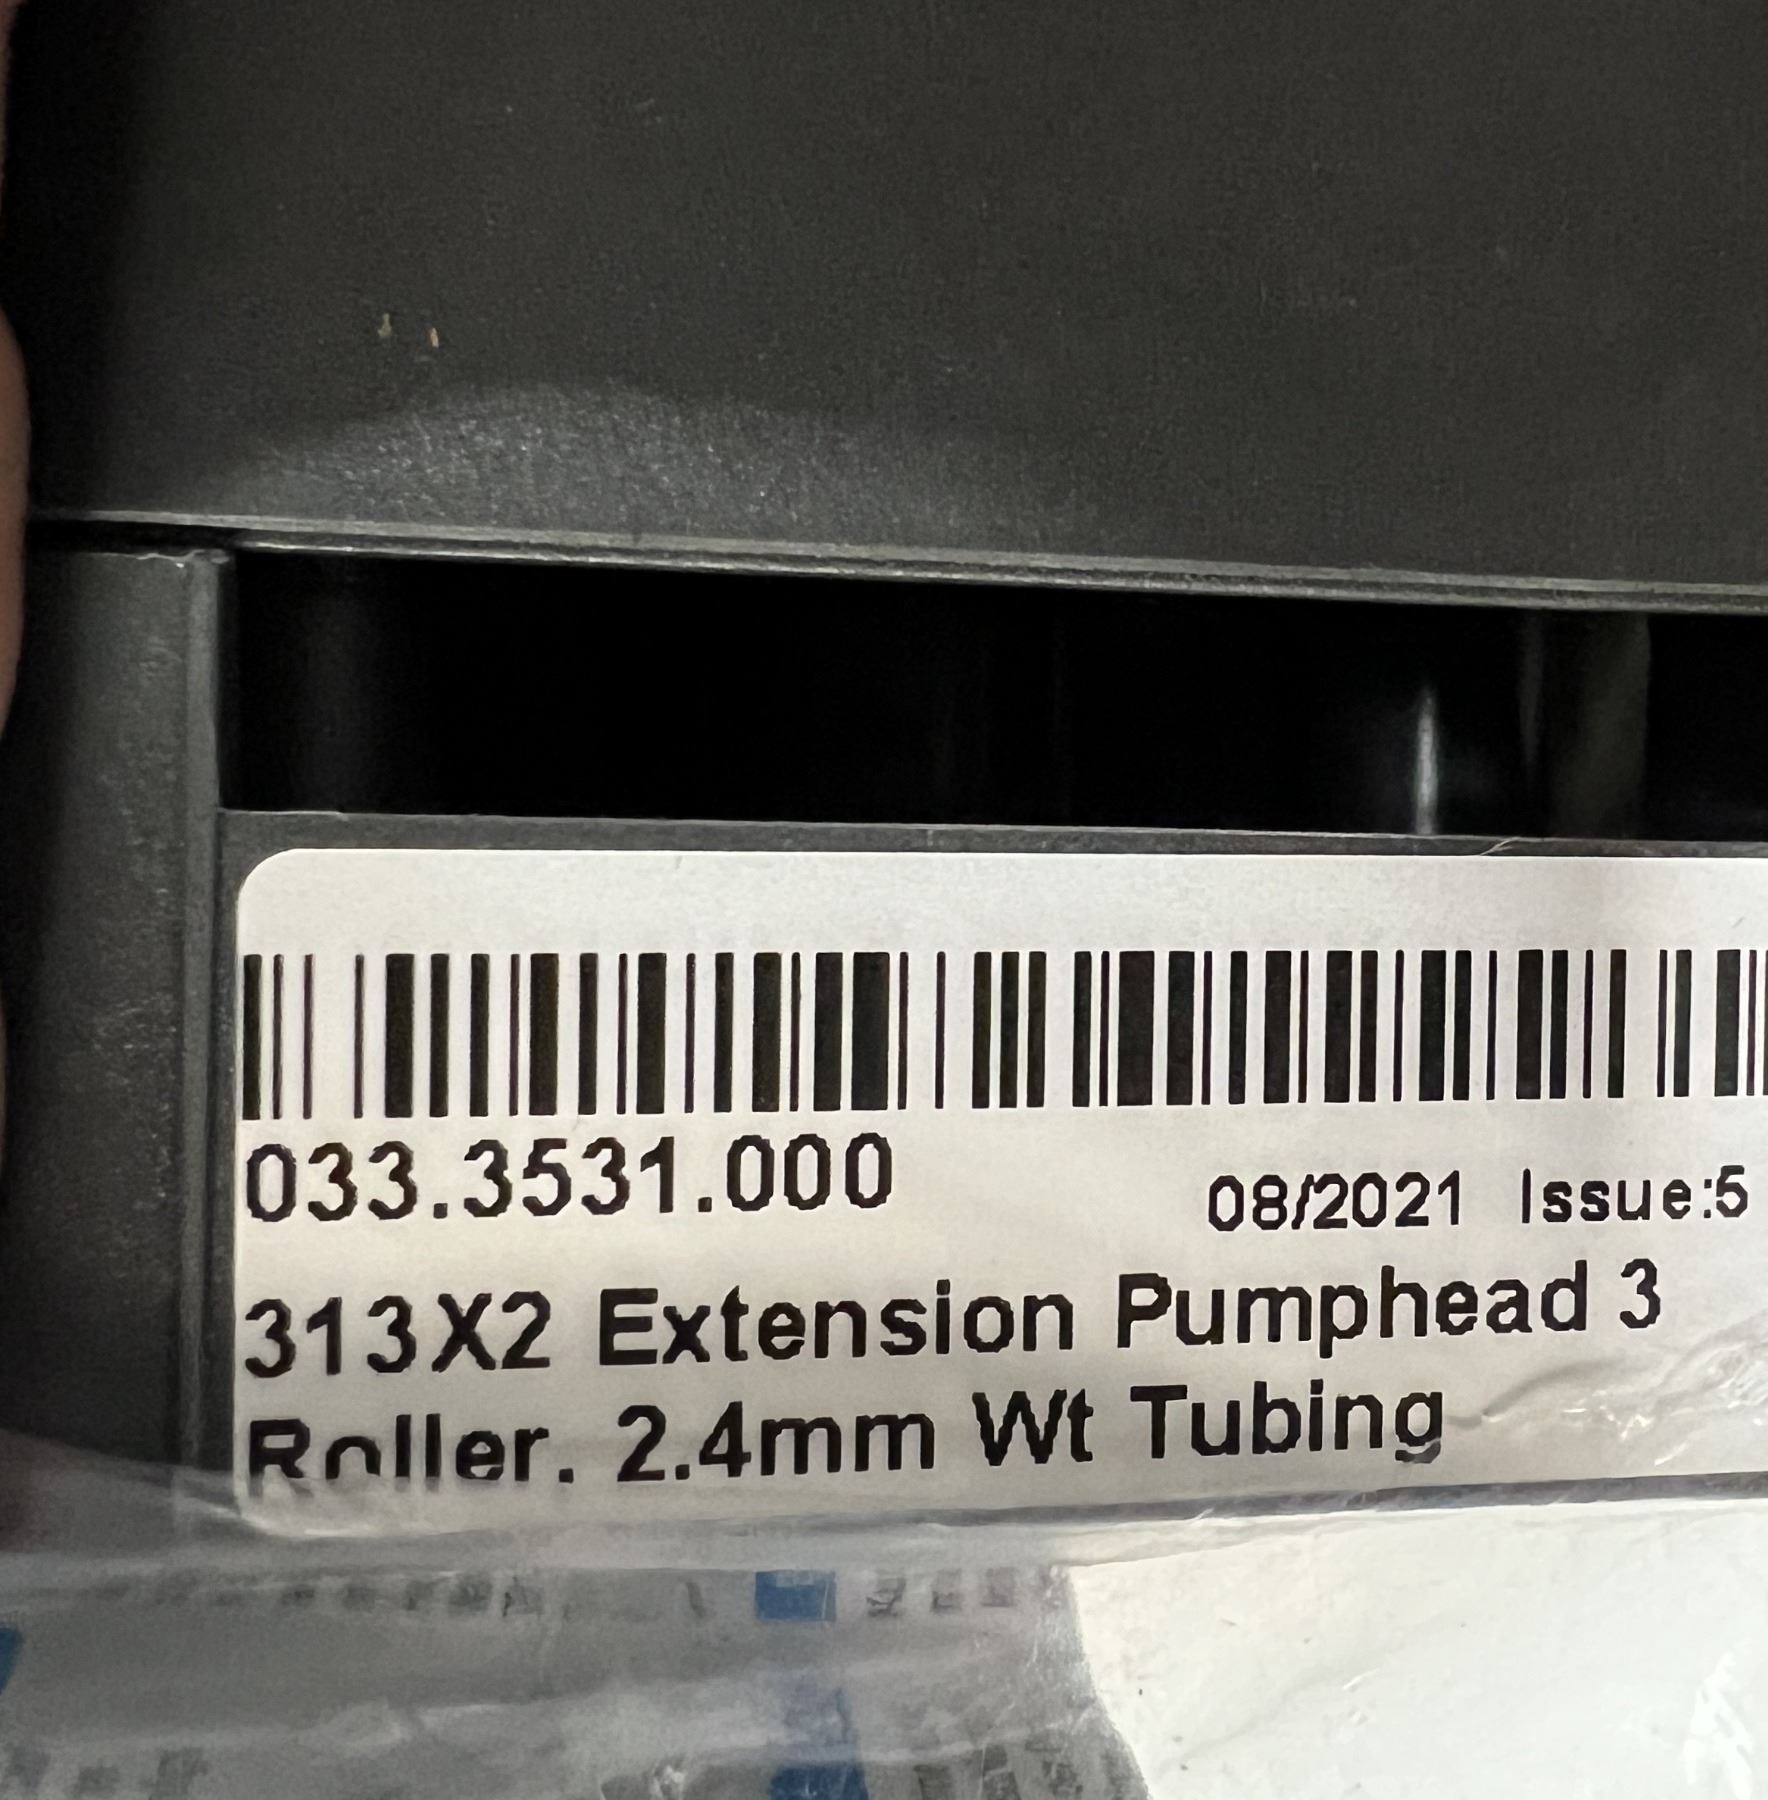 033.3531.000
08/2021 Issue:5
313X2 Extension Pumphead 3
Roller. 2.4mm Wt Tubing